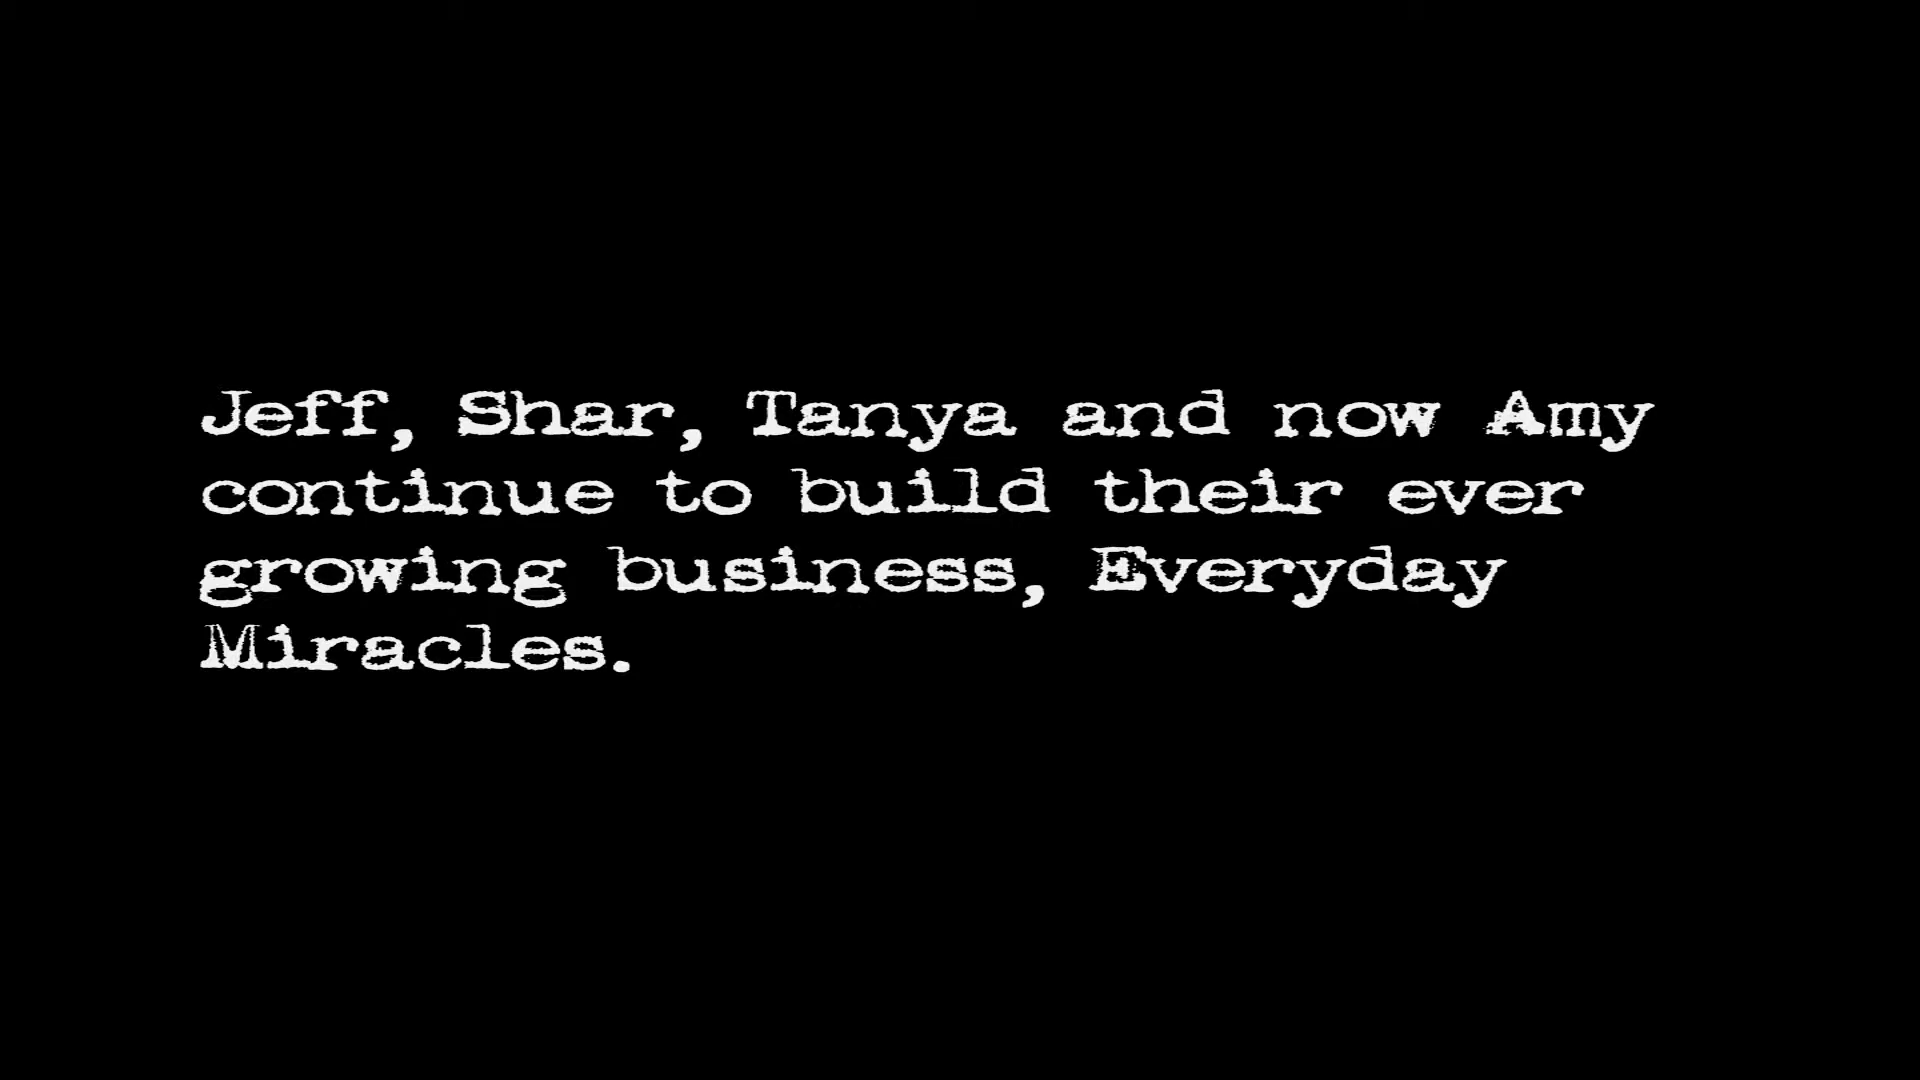 Jeff, Shar, Tanya and now Amy
continue to build their ever
growing business, Everyday
Miracles.